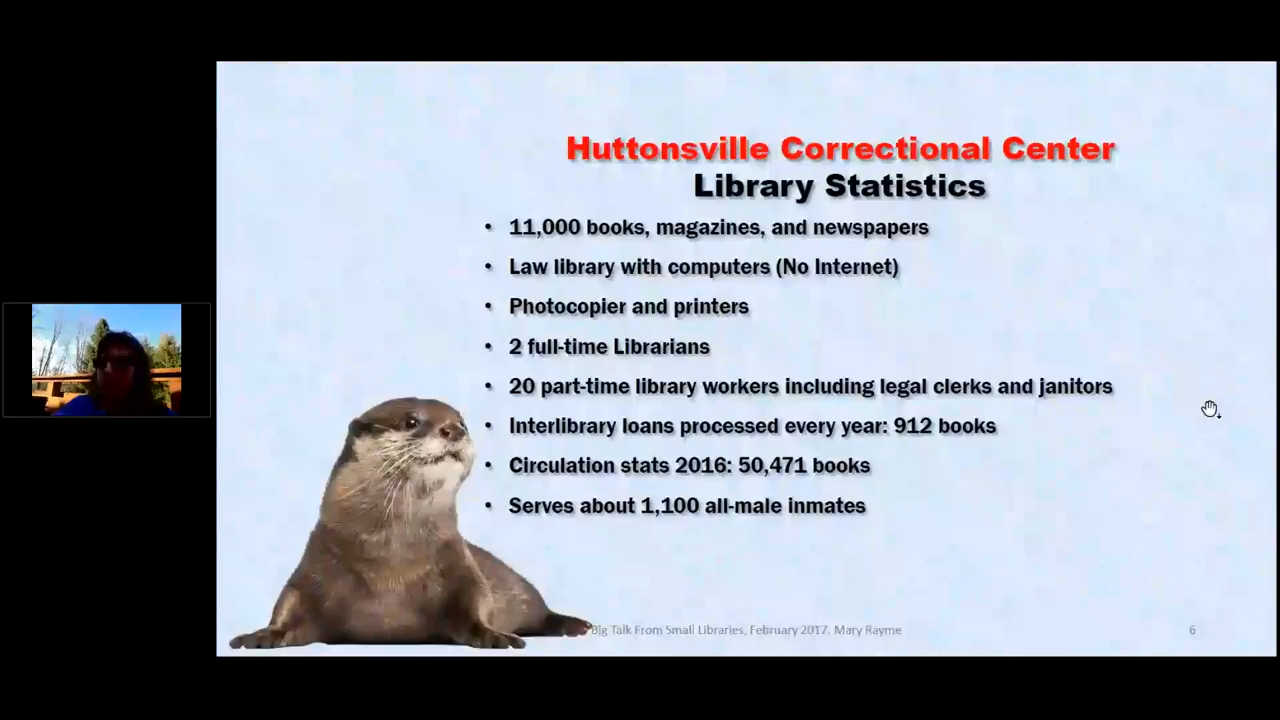 Huttonsville Correctional Center
Library Statistics
• 11,000 books, magazines, and newspapers
• Law library with computers (No Internet)
• Photocopier and printers
• 2 full-time Librarians
• 20 part-time library workers including legal clerks and janitors
• Interlibrary loans processed every year: 912 books
• Circulation stats 2016: 50,471 books
• Serves about 1,100 all-male inmates
Big Talk From Small Libraries, February 2017, Mary Rayme
6